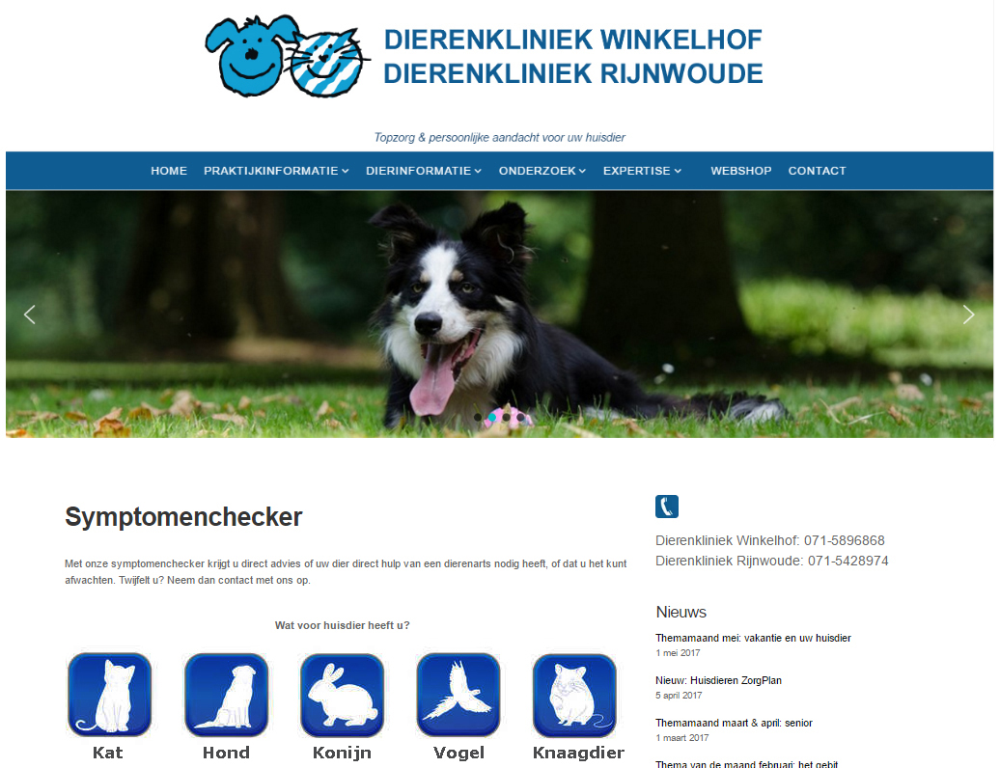 DIERENKLINIEK WINKELHOF
DIERENKLINIEK RIJNWOUDE
Topzorg & persoonlijke aandacht voor uw huisdier
HOME PRAKTIJKINFORMATIE DIERINFORMATIE ONDERZOEK EXPERTISE WEBSHOP CONTACT
Symptomenchecker
Met onze symptomenchecker krijgt u direct advies of uw dier direct hulp van een dierenarts nodig heeft, of dat u het kunt
afwachten. Twijfelt u? Neem dan contact met ons op.
Wat voor huisdier heeft u?
Kat Hond Konijn Vogel Knaagdier
Dierenkliniek Winkelhof: 071-5896868
Dierenkliniek Rijnwoude: 071-5428974
Nieuws
Themamaand mei: vakantie en uw huisdier
1 mei 2017
Nieuw: Huisdieren ZorgPlan
5 april 2017
Themamaand maart & april: senior
1 maart 2017
Thema van de maand februari: het gebit